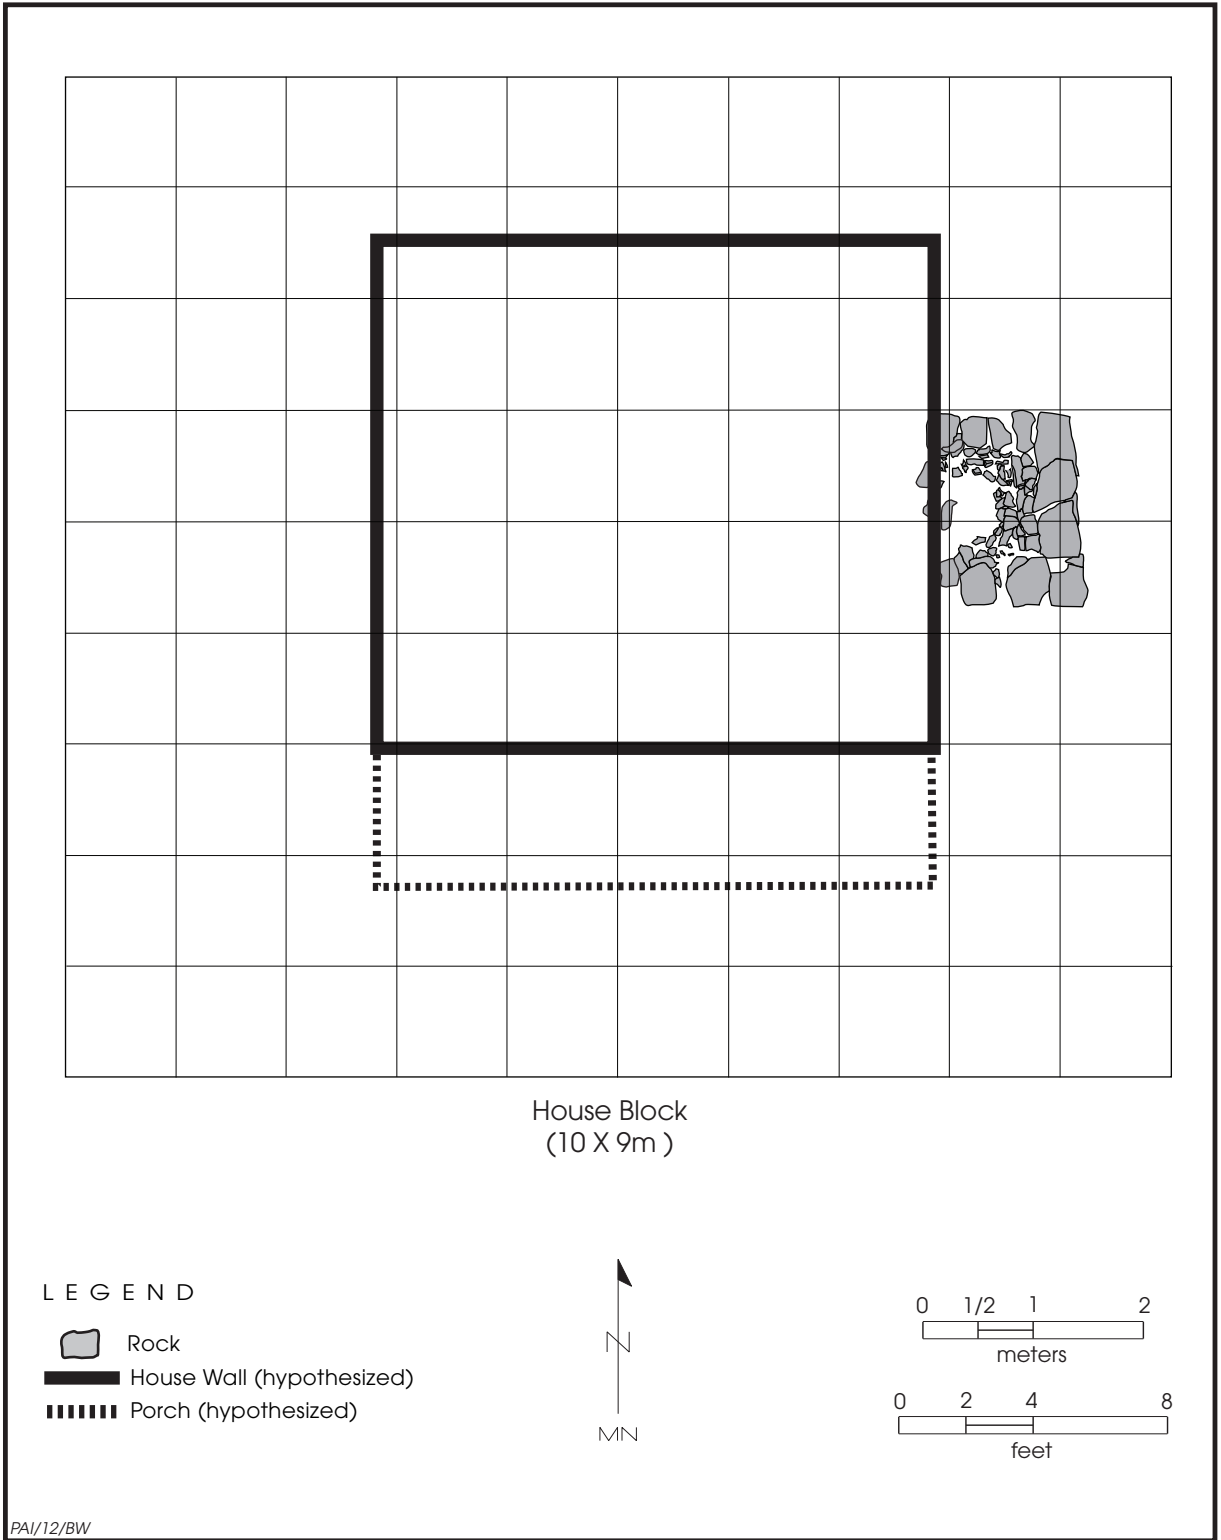 House Block
(10 X 9m )
L E G E N D
Rock
House Wall (hypothesized)
Porch (hypothesized)
N
MN
0 1/2 1 2
meters
0 2 4 8
feet
PAI/12/BW